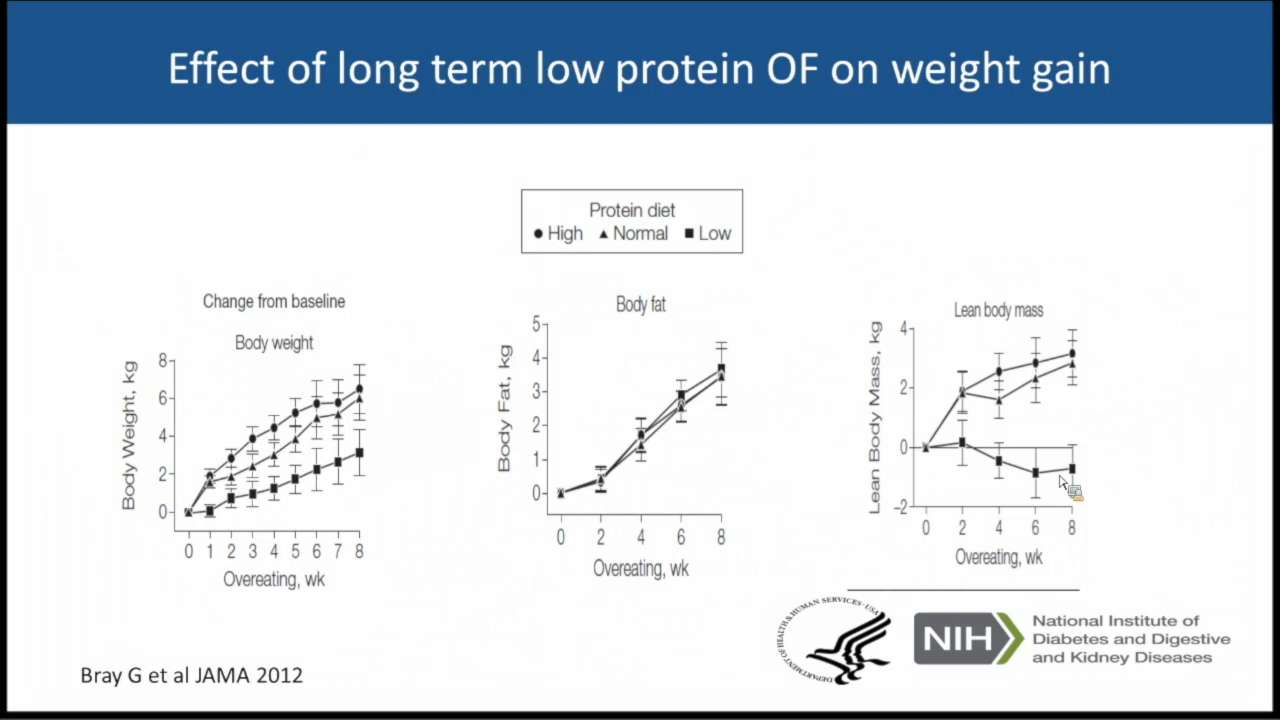 Effect of long term low protein OF on weight gain
Protein diet
● High ▲ Normal ■ Low
Change from baseline
Body weight
Body Weight, kg
8
6
4
2
0
0 1 2 3 4 5 6 7 8
Overeating, wk
Body fat
Body Fat, kg
5
4
3
2
1
0
0 2 4 6 8
Overeating, wk
Lean body mass
Lean Body Mass, kg
4
2
0
−2
0 2 4 6 8
Overeating, wk
DEPARTMENT OF HEALTH & HUMAN SERVICES · USA
NIH
National Institute of
Diabetes and Digestive
and Kidney Diseases
Bray G et al JAMA 2012